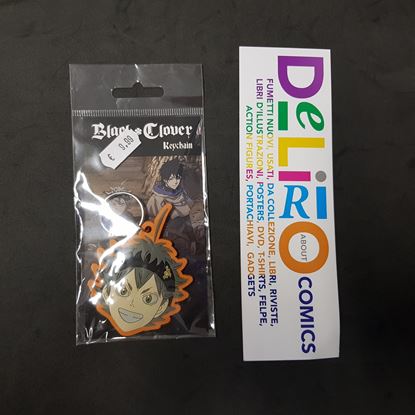 Black Clover
Keychain
€ 9,99
DeLiRiO
ABOUT
COMICS
FUMETTI NUOVI, USATI, DA COLLEZIONE, LIBRI, RIVISTE,
LIBRI D'ILLUSTRAZIONI, POSTERS, DVD, T-SHIRTS, FELPE,
ACTION FIGURES, PORTACHIAVI, GADGETS